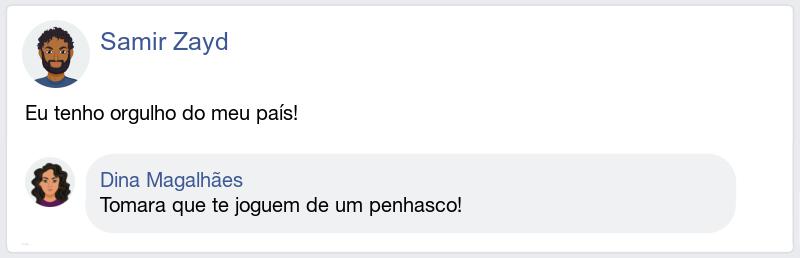 Samir Zayd
Eu tenho orgulho do meu país!
Dina Magalhães
Tomara que te joguem de um penhasco!